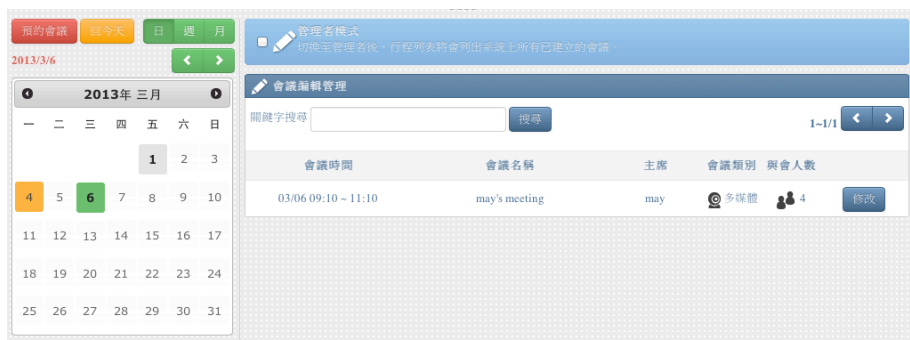 預約會議 回今天 日 週 月
2013/3/6
2013年 三月
一 二 三 四 五 六 日
1 2 3
4 5 6 7 8 9 10
11 12 13 14 15 16 17
18 19 20 21 22 23 24
25 26 27 28 29 30 31
管理者模式
切換至管理者後，行程列表將會列出系統上所有已建立的會議。
會議編輯管理
關鍵字搜尋 搜尋 1~1/1
會議時間 會議名稱 主席 會議類別 與會人數
03/06 09:10 ~ 11:10 may's meeting may 多媒體 4 修改